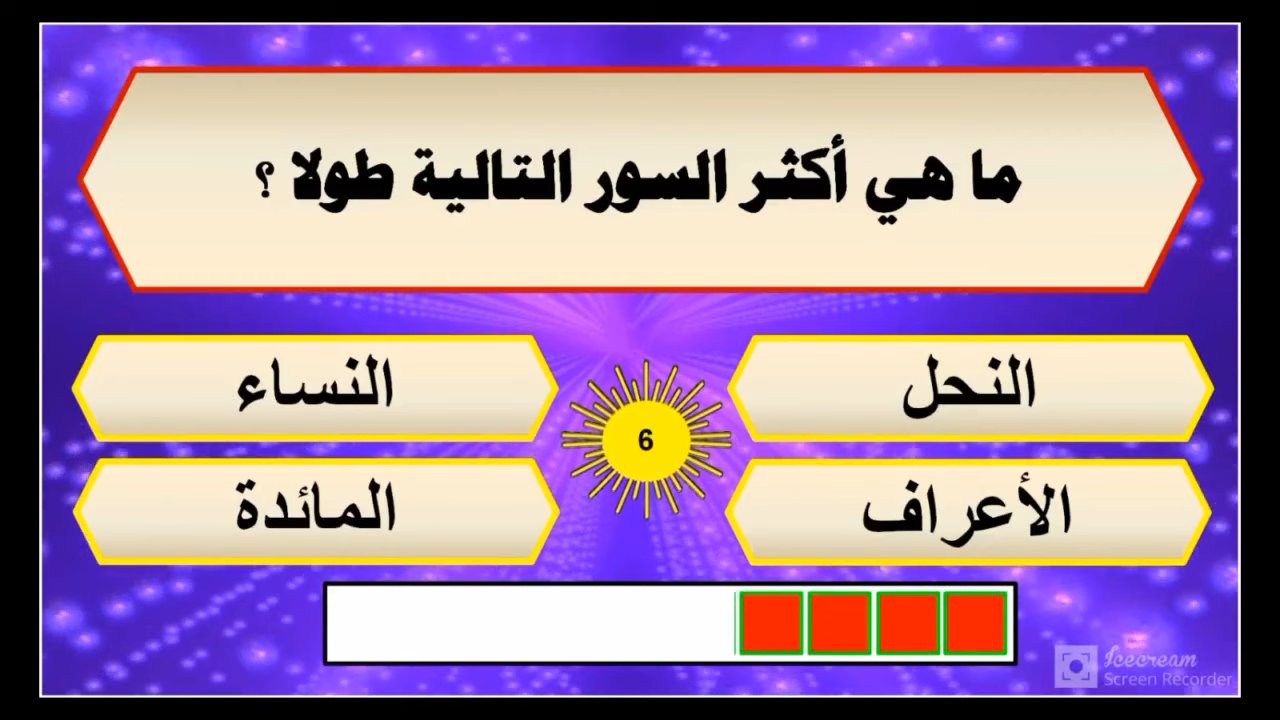 ما هي أكثر السور التالية طولا ؟
النحل
النساء
6
الأعراف
المائدة
Icecream
Screen Recorder